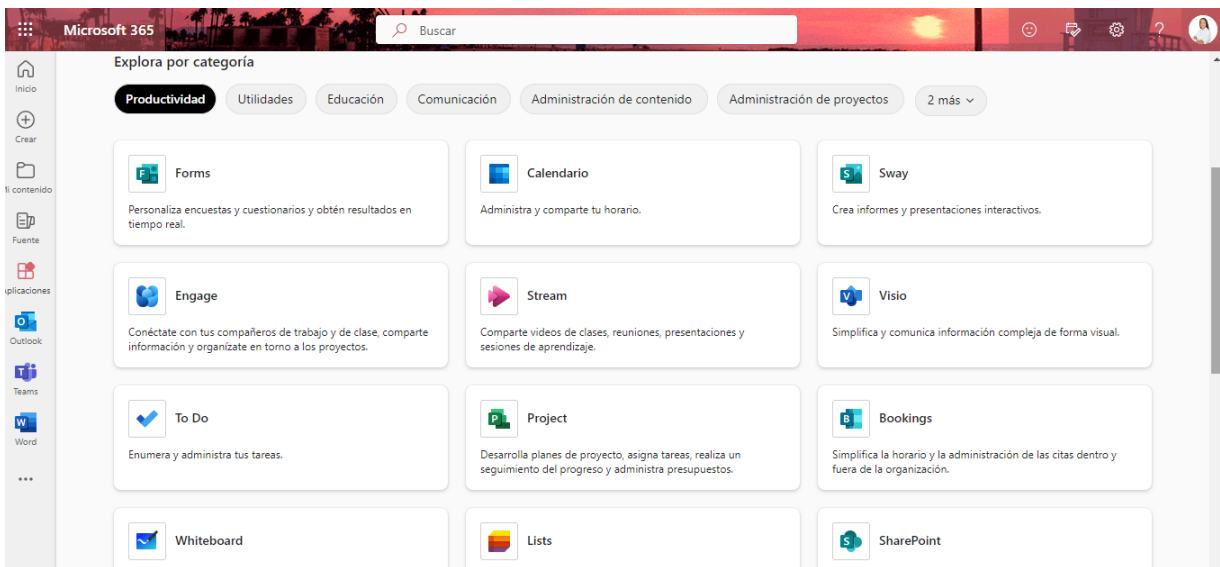 Microsoft 365
Buscar
?
Inicio
Crear
Mi contenido
Fuente
Aplicaciones
Outlook
Teams
Word
Explora por categoría
Productividad Utilidades Educación Comunicación Administración de contenido Administración de proyectos 2 más
Forms
Personaliza encuestas y cuestionarios y obtén resultados en
tiempo real.
Calendario
Administra y comparte tu horario.
Sway
Crea informes y presentaciones interactivos.
Engage
Conéctate con tus compañeros de trabajo y de clase, comparte
información y organízate en torno a los proyectos.
Stream
Comparte videos de clases, reuniones, presentaciones y
sesiones de aprendizaje.
Visio
Simplifica y comunica información compleja de forma visual.
To Do
Enumera y administra tus tareas.
Project
Desarrolla planes de proyecto, asigna tareas, realiza un
seguimiento del progreso y administra presupuestos.
Bookings
Simplifica la horario y la administración de las citas dentro y
fuera de la organización.
Whiteboard
Lists
SharePoint